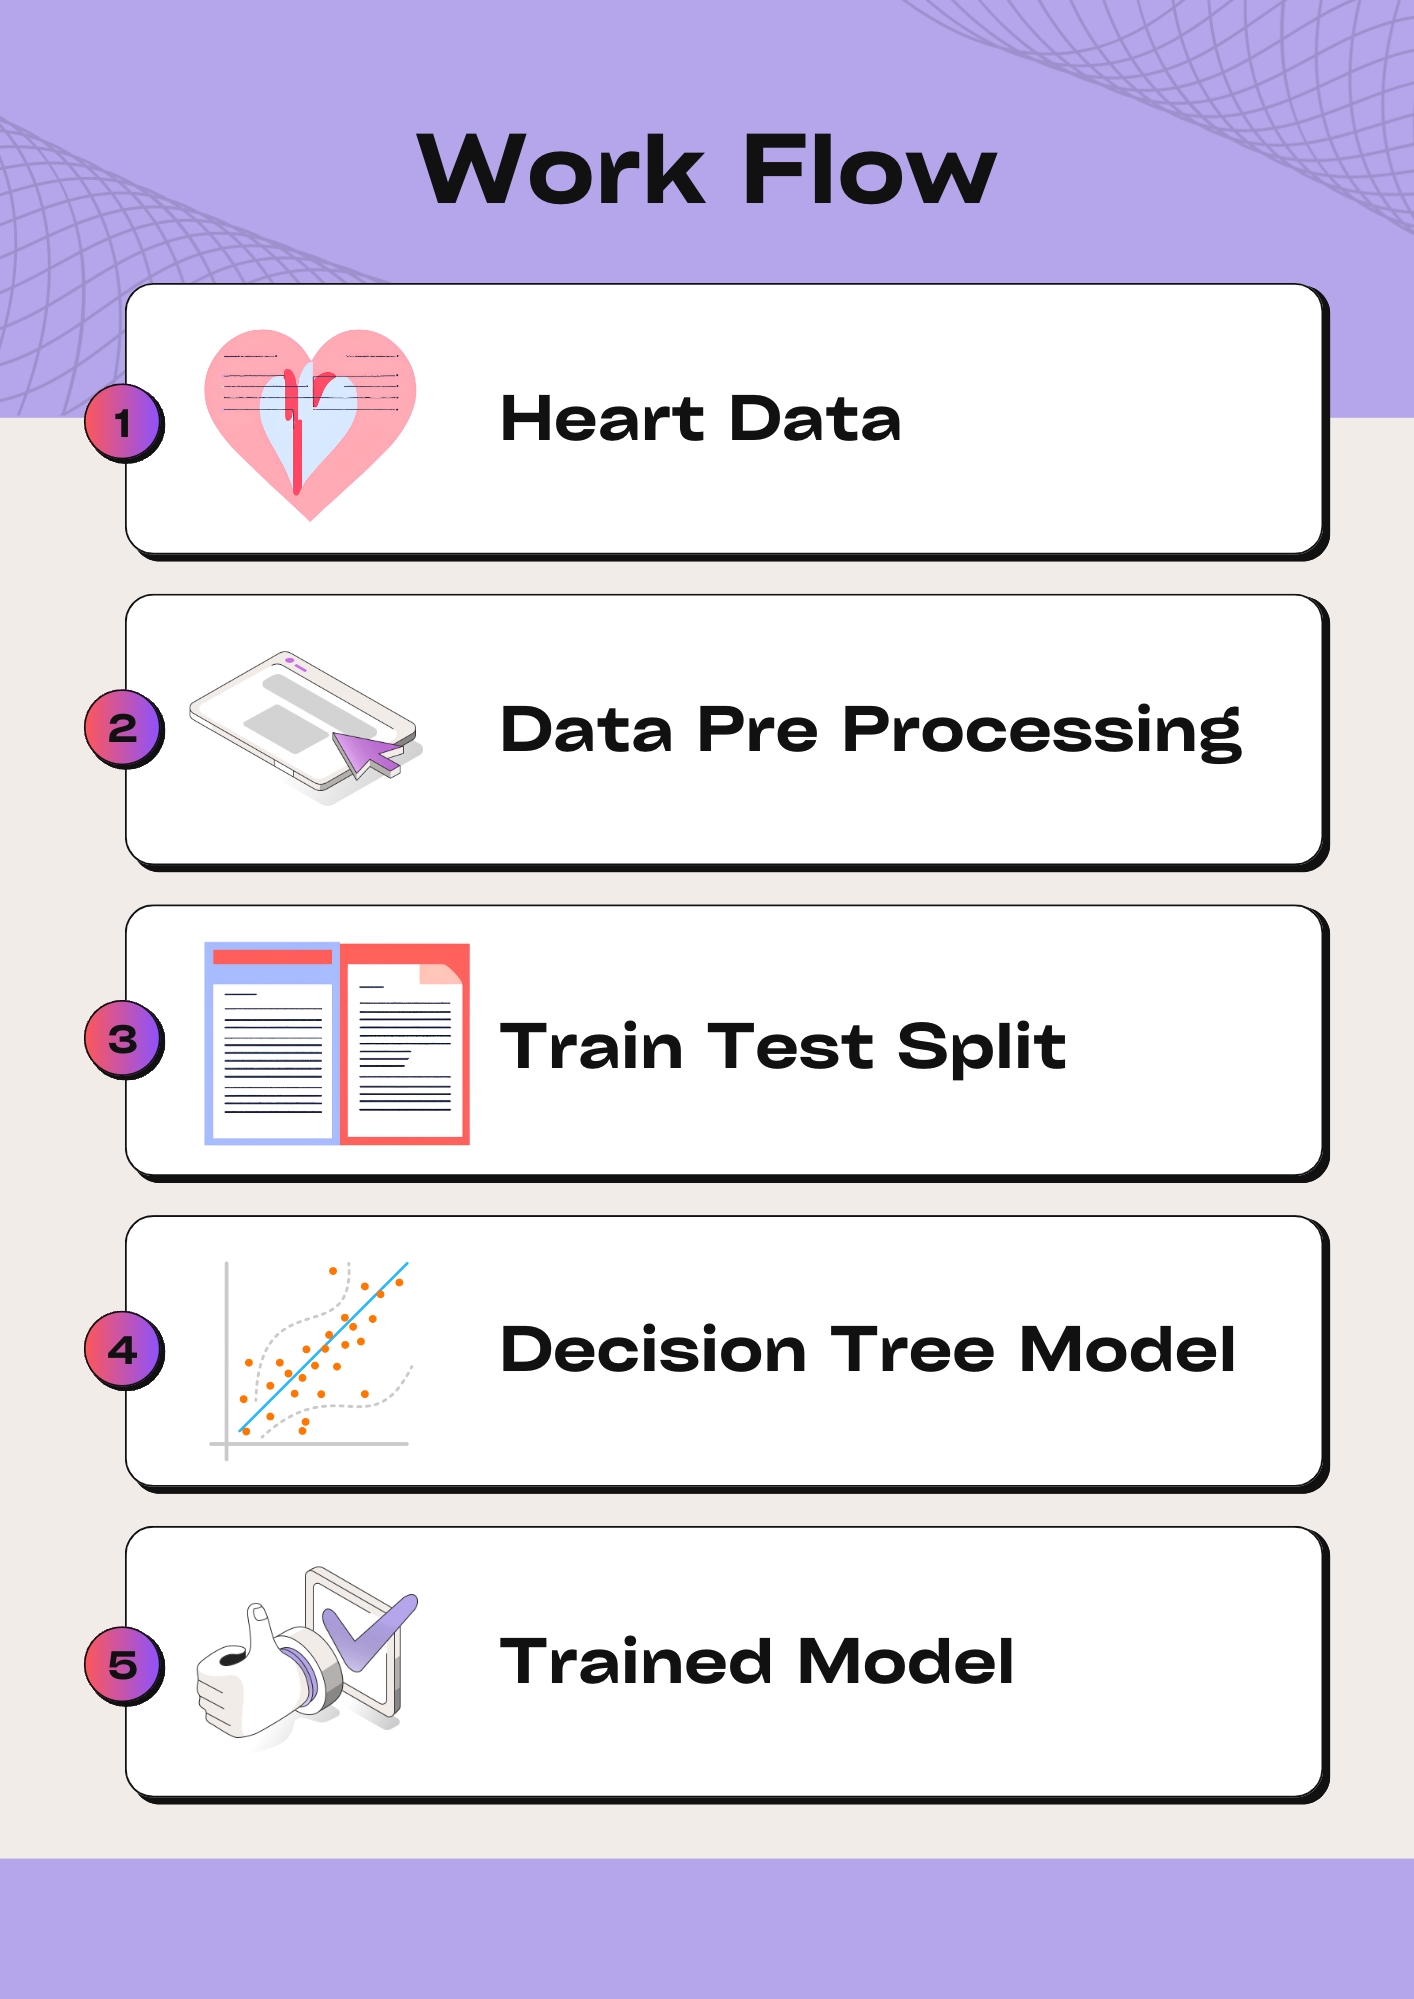 Work Flow
1
Heart Data
2
Data Pre Processing
3
Train Test Split
4
Decision Tree Model
5
Trained Model